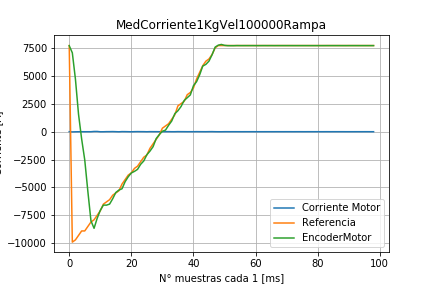 MedCorriente1KgVel100000Rampa
7500
5000
2500
0
−2500
−5000
−7500
−10000
0
20
40
60
80
100
N° muestras cada 1 [ms]
Corriente Motor
Referencia
EncoderMotor